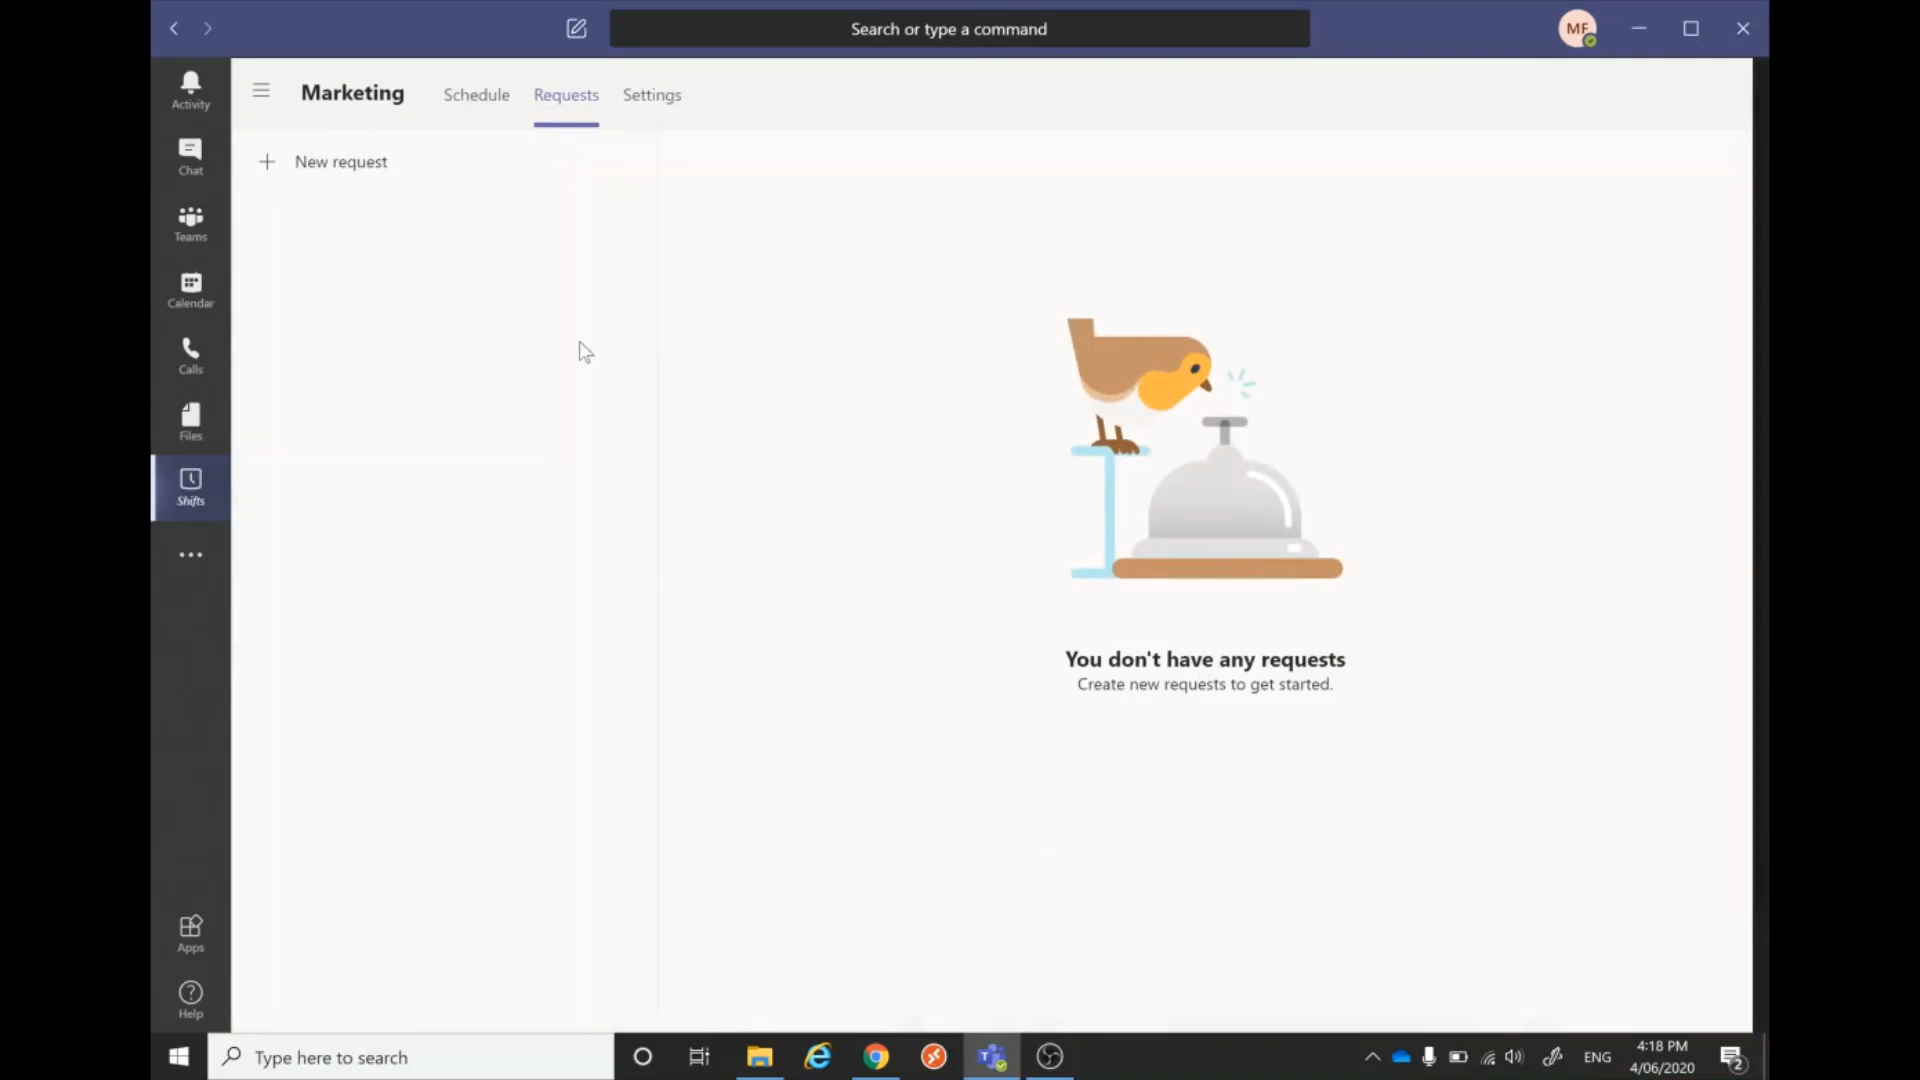 Search or type a command
MF
Activity
Chat
Teams
Calendar
Calls
Files
Shifts
Apps
Help
Marketing
Schedule
Requests
Settings
New request
You don't have any requests
Create new requests to get started.
Type here to search
ENG
4:18 PM
4/06/2020
2